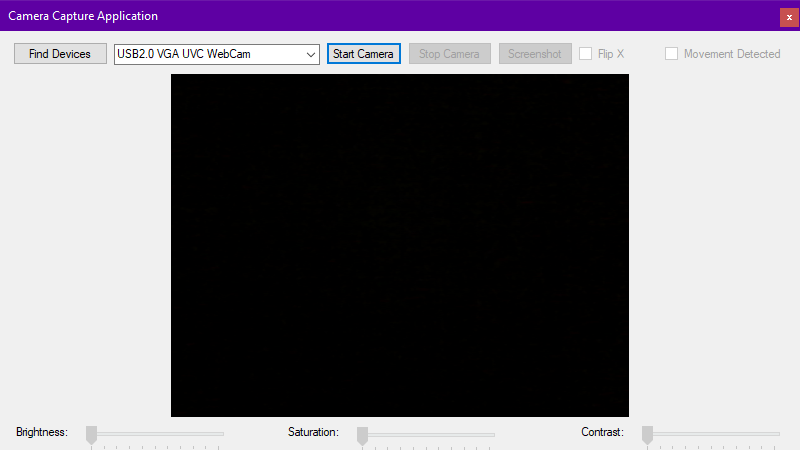 Camera Capture Application
x
Find Devices
USB2.0 VGA UVC WebCam
Start Camera
Stop Camera
Screenshot
Flip X
Movement Detected
Brightness:
Saturation:
Contrast: